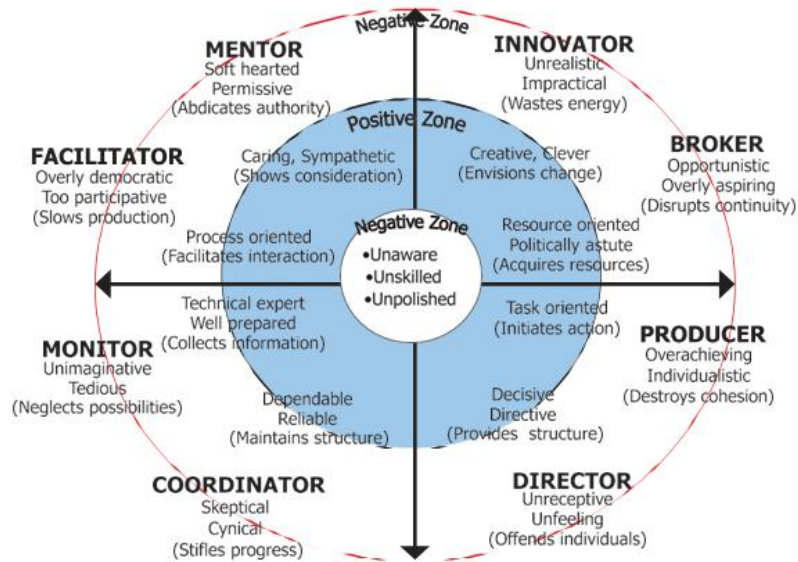 Negative Zone
MENTOR
Soft hearted
Permissive
(Abdicates authority)
INNOVATOR
Unrealistic
Impractical
(Wastes energy)
FACILITATOR
Overly democratic
Too participative
(Slows production)
Positive Zone
Caring, Sympathetic
(Shows consideration)
Creative, Clever
(Envisions change)
BROKER
Opportunistic
Overly aspiring
(Disrupts continuity)
Process oriented
(Facilitates interaction)
Negative Zone
•Unaware
•Unskilled
•Unpolished
Resource oriented
Politically astute
(Acquires resources)
Technical expert
Well prepared
(Collects information)
Task oriented
(Initiates action)
MONITOR
Unimaginative
Tedious
(Neglects possibilities)
PRODUCER
Overachieving
Individualistic
(Destroys cohesion)
Dependable
Reliable
(Maintains structure)
Decisive
Directive
(Provides structure)
COORDINATOR
Skeptical
Cynical
(Stifles progress)
DIRECTOR
Unreceptive
Unfeeling
(Offends individuals)